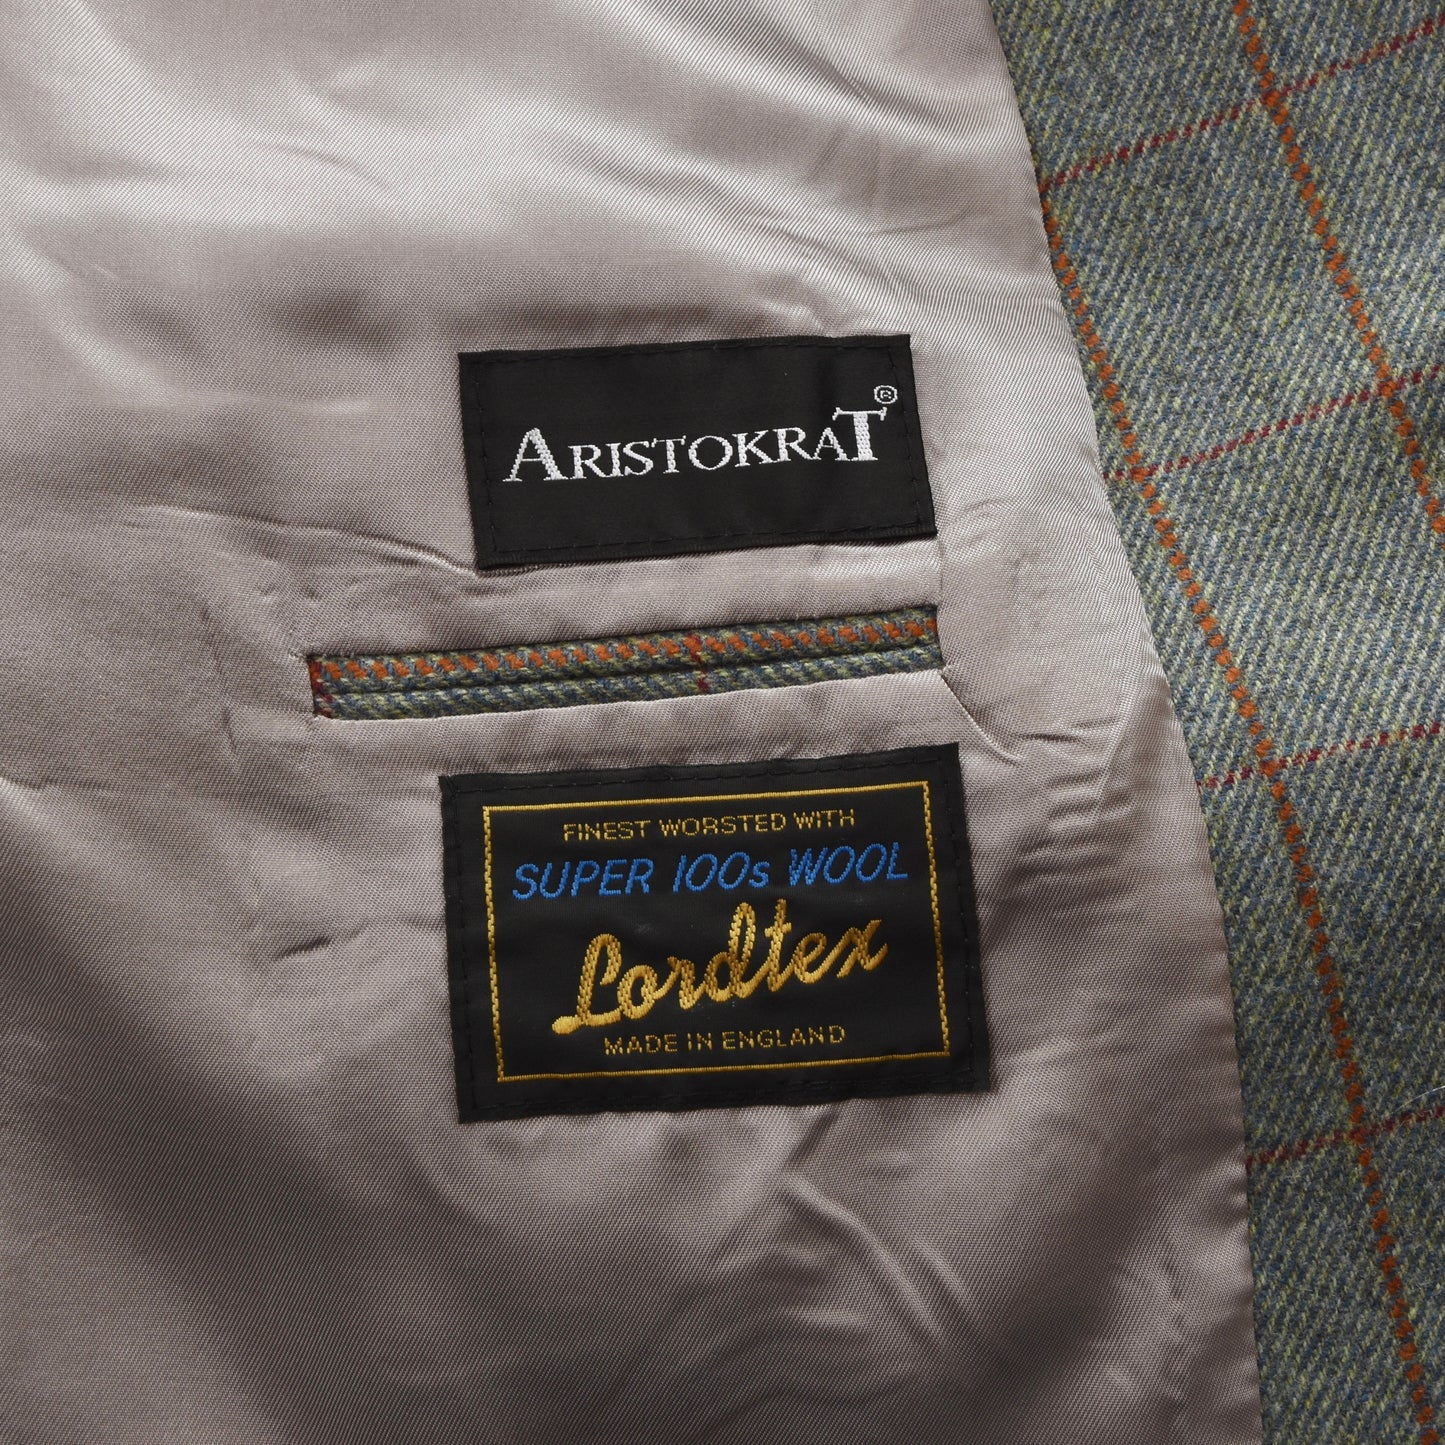 ARISTOKRAT®
FINEST WORSTED WITH
SUPER 100s WOOL
Lordtex
MADE IN ENGLAND